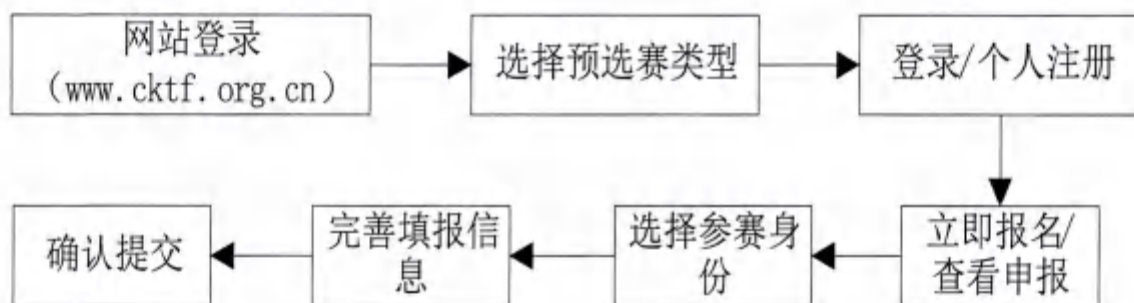 网站登录
（www.cktf.org.cn）
选择预选赛类型
登录/个人注册
立即报名/
查看申报
选择参赛身
份
完善填报信
息
确认提交